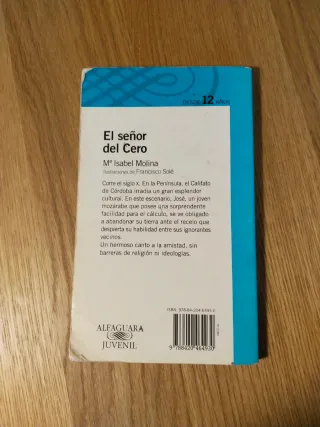 DESDE 12 AÑOS
El señor
del Cero
Mª Isabel Molina
Ilustraciones de Francisco Solé
Corre el siglo X. En la Península, el Califato
de Córdoba irradia un gran esplendor
cultural. En este escenario, José, un joven
mozárabe que posee una sorprendente
facilidad para el cálculo, se ve obligado
a abandonar su tierra ante el recelo que
despierta su habilidad entre sus ignorantes
vecinos.
Un hermoso canto a la amistad, sin
barreras de religión ni ideologías.
ALFAGUARA
JUVENIL
9 788420 464930